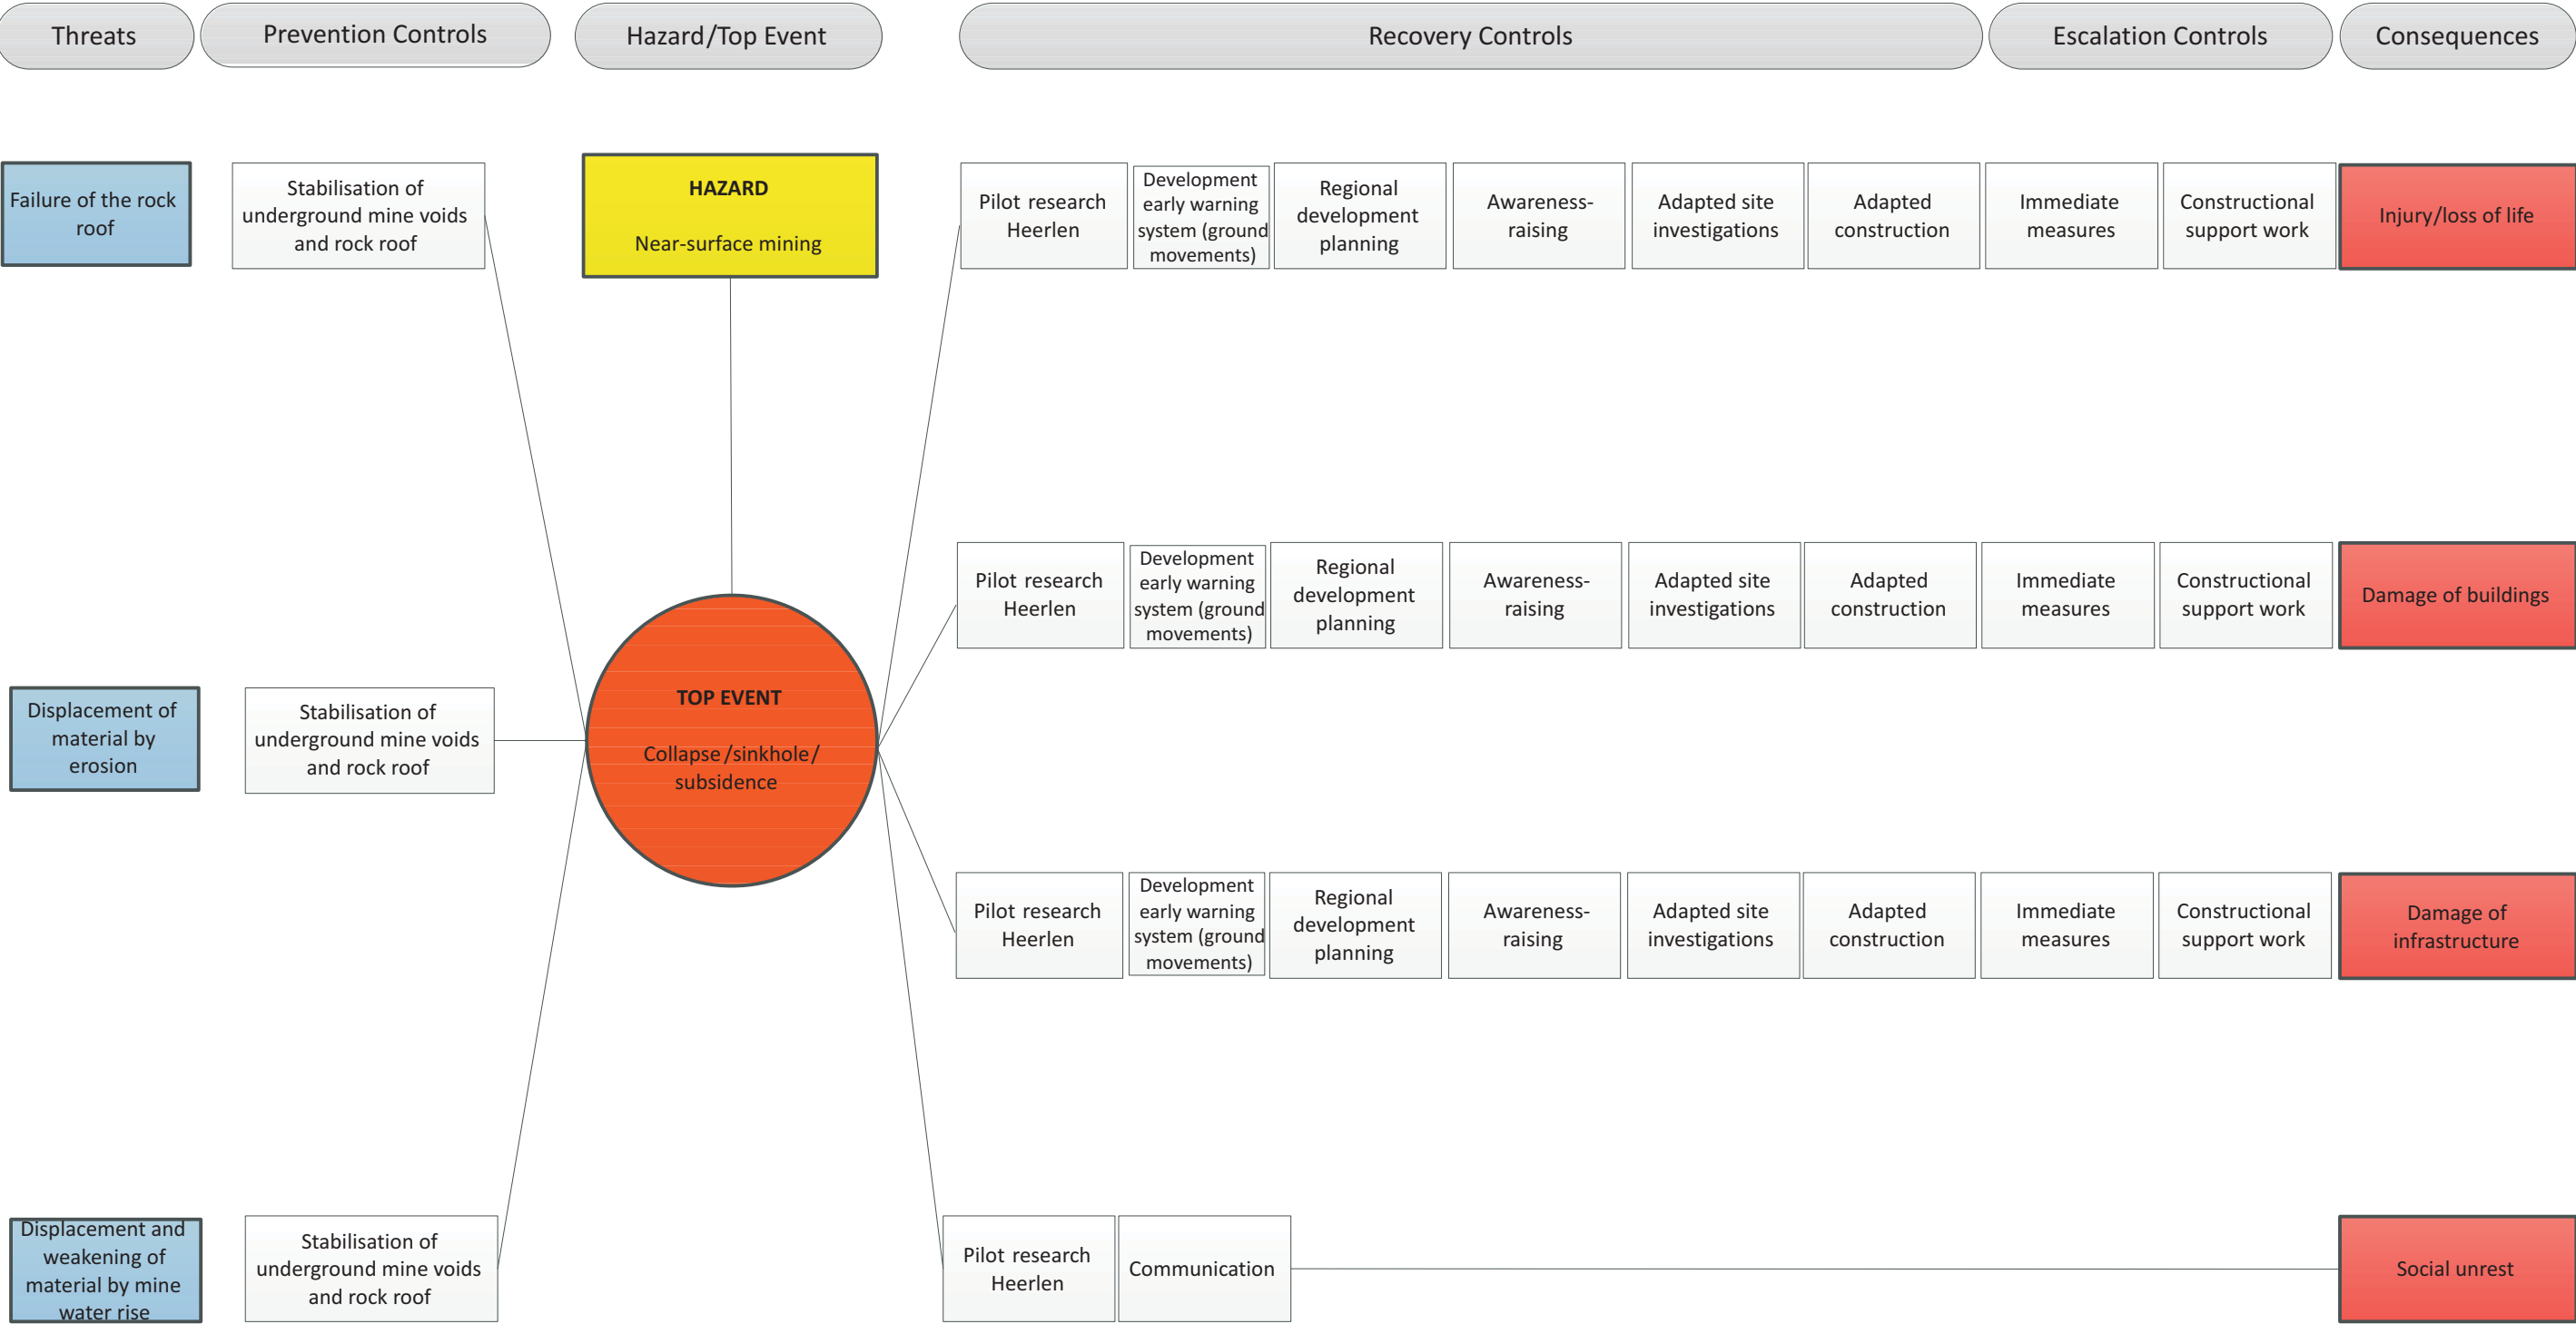 Threats
Prevention Controls
Hazard/Top Event
Recovery Controls
Escalation Controls
Consequences
Failure of the rock
roof
Stabilisation of
underground mine voids
and rock roof
HAZARD
Near-surface mining
Pilot research
Heerlen
Development
early warning
system (ground
movements)
Regional
development
planning
Awareness-
raising
Adapted site
investigations
Adapted
construction
Immediate
measures
Constructional
support work
Injury/loss of life
Pilot research
Heerlen
Development
early warning
system (ground
movements)
Regional
development
planning
Awareness-
raising
Adapted site
investigations
Adapted
construction
Immediate
measures
Constructional
support work
Damage of buildings
Displacement of
material by
erosion
Stabilisation of
underground mine voids
and rock roof
TOP EVENT
Collapse/sinkhole/
subsidence
Pilot research
Heerlen
Development
early warning
system (ground
movements)
Regional
development
planning
Awareness-
raising
Adapted site
investigations
Adapted
construction
Immediate
measures
Constructional
support work
Damage of
infrastructure
Displacement and
weakening of
material by mine
water rise
Stabilisation of
underground mine voids
and rock roof
Pilot research
Heerlen
Communication
Social unrest